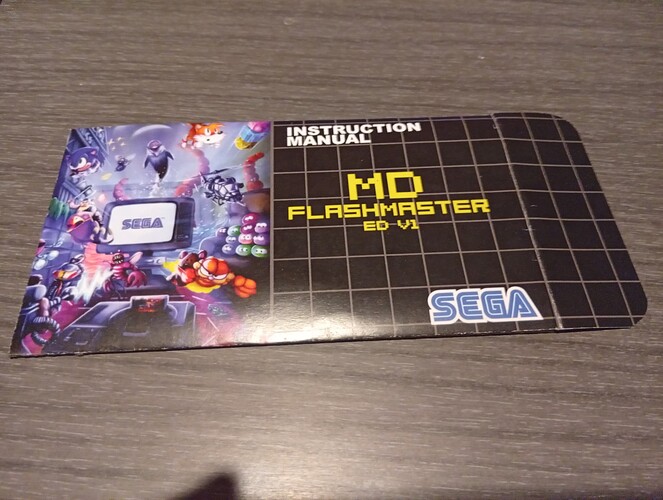 SEGA
INSTRUCTION
MANUAL
MD
FLASHMASTER
ED V1
SEGA